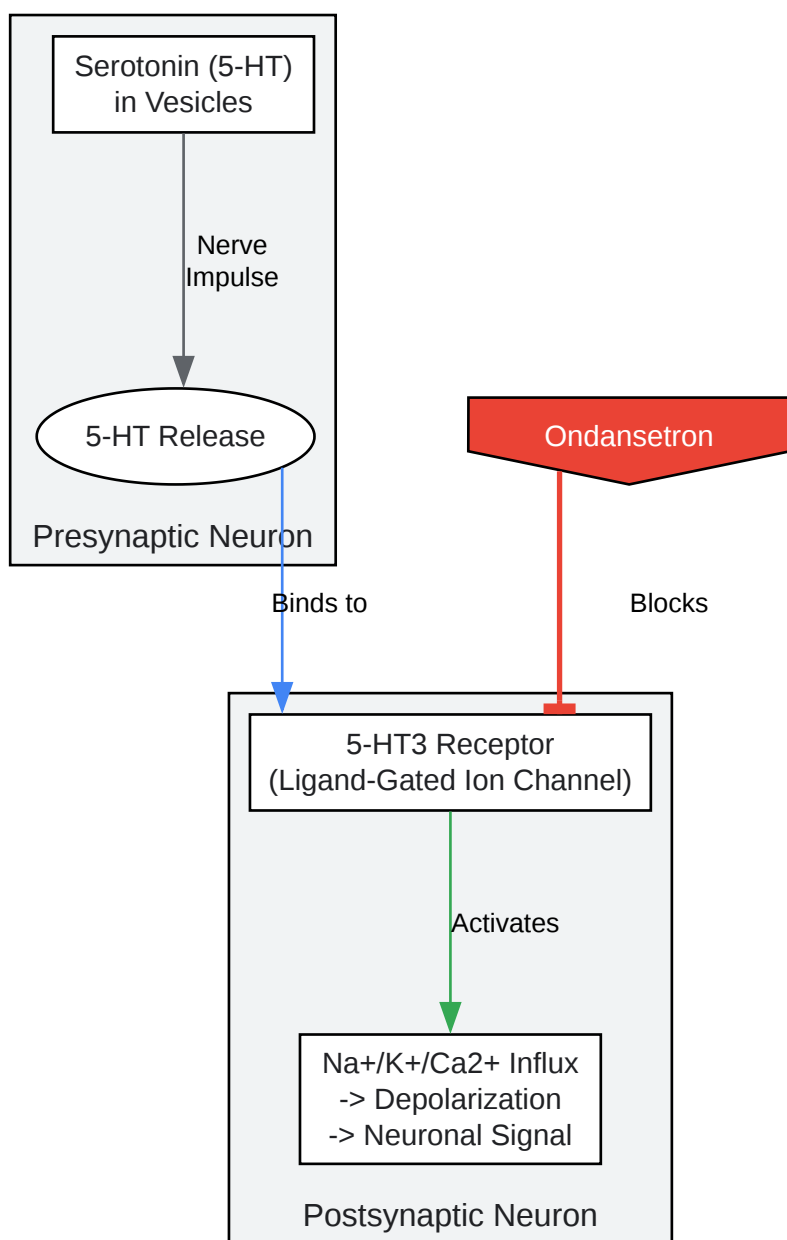 Serotonin (5-HT)
in Vesicles
Nerve
Impulse
5-HT Release
Ondansetron
Presynaptic Neuron
Binds to
Blocks
5-HT3 Receptor
(Ligand-Gated Ion Channel)
Activates
Na+/K+/Ca2+ Influx
-> Depolarization
-> Neuronal Signal
Postsynaptic Neuron